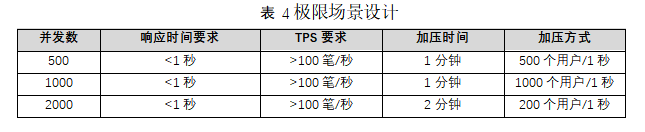 表 4极限场景设计
并发数 响应时间要求 TPS 要求 加压时间 加压方式
500 <1 秒 >100 笔/秒 1 分钟 500 个用户/1 秒
1000 <1 秒 >100 笔/秒 1 分钟 1000 个用户/1 秒
2000 <1 秒 >100 笔/秒 2 分钟 200 个用户/1 秒